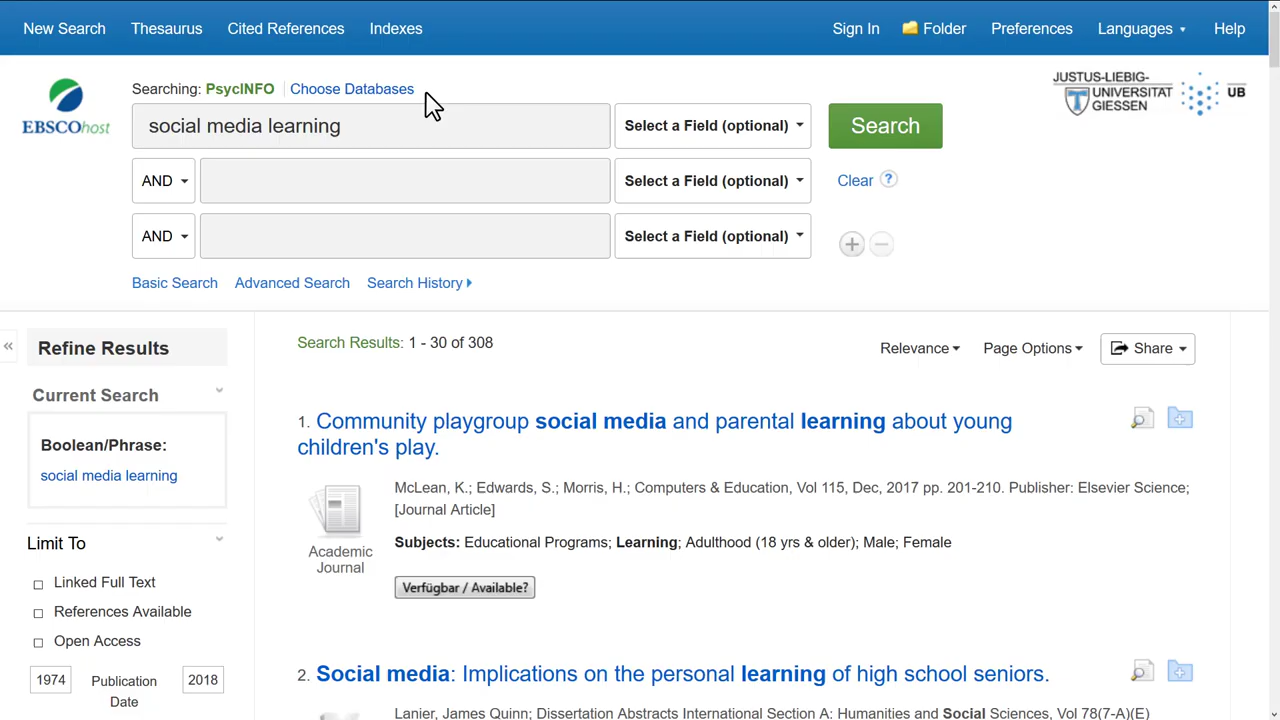 New Search Thesaurus Cited References Indexes Sign In Folder Preferences Languages Help
Searching: PsycINFO Choose Databases
EBSCOhost
JUSTUS-LIEBIG-
UNIVERSITÄT
GIESSEN
UB
social media learning Select a Field (optional) Search
AND Select a Field (optional) Clear ?
AND Select a Field (optional) + −
Basic Search Advanced Search Search History
« Refine Results
Current Search
Boolean/Phrase:
social media learning
Limit To
Linked Full Text
References Available
Open Access
1974 Publication 2018
Date
Search Results: 1 - 30 of 308
Relevance Page Options Share
1. Community playgroup social media and parental learning about young
children's play.
Academic
Journal
McLean, K.; Edwards, S.; Morris, H.; Computers & Education, Vol 115, Dec, 2017 pp. 201-210. Publisher: Elsevier Science;
[Journal Article]
Subjects: Educational Programs; Learning; Adulthood (18 yrs & older); Male; Female
Verfügbar / Available?
2. Social media: Implications on the personal learning of high school seniors.
Lanier, James Quinn; Dissertation Abstracts International Section A: Humanities and Social Sciences, Vol 78(7-A)(E)